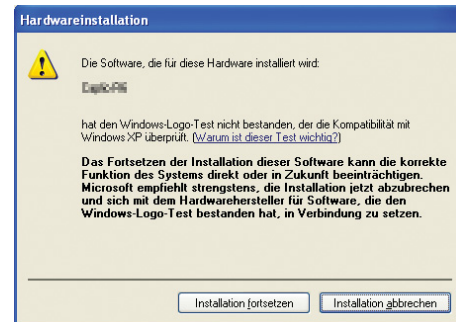 Hardwareinstallation
Die Software, die für diese Hardware installiert wird:
hat den Windows-Logo-Test nicht bestanden, der die Kompatibilität mit
Windows XP überprüft. (Warum ist dieser Test wichtig?)
Das Fortsetzen der Installation dieser Software kann die korrekte
Funktion des Systems direkt oder in Zukunft beeinträchtigen.
Microsoft empfiehlt strengstens, die Installation jetzt abzubrechen
und sich mit dem Hardwarehersteller für Software, die den
Windows-Logo-Test bestanden hat, in Verbindung zu setzen.
Installation fortsetzen
Installation abbrechen